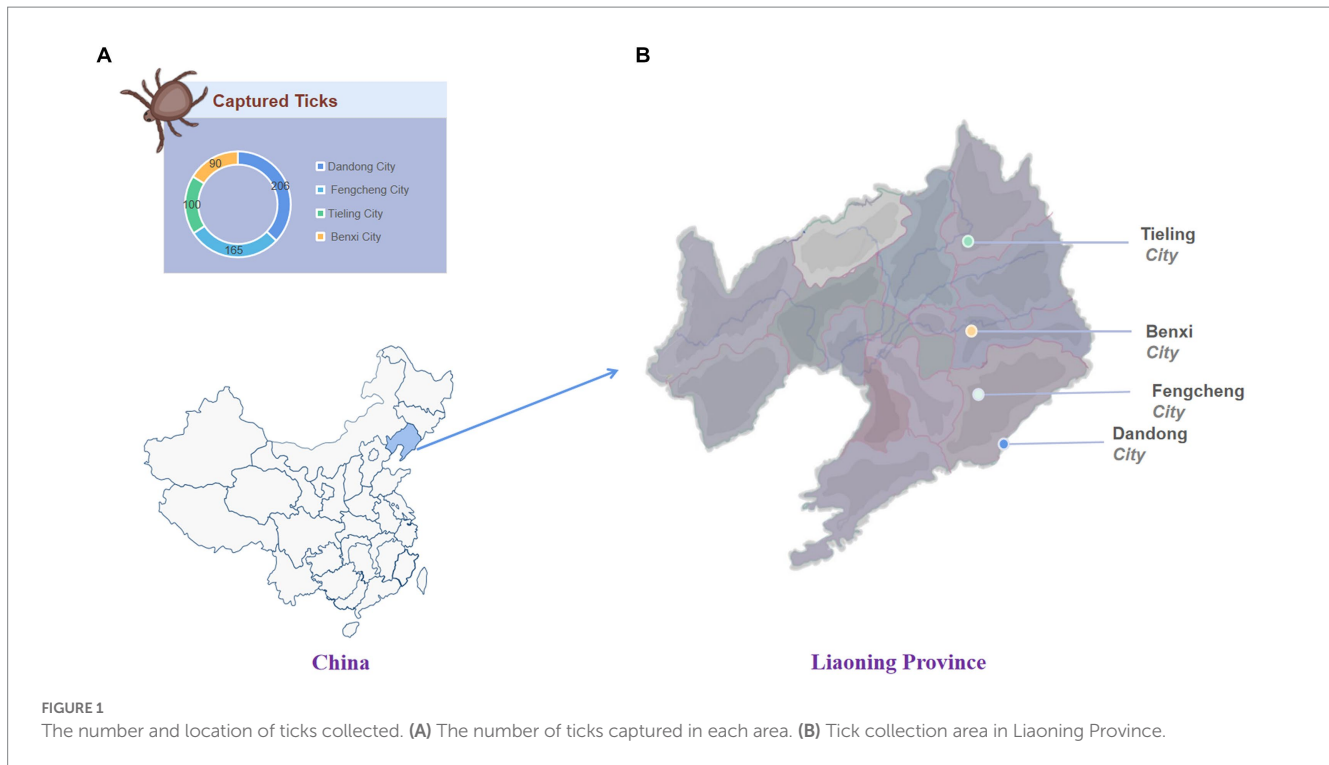 A
B
Captured Ticks
90
206
100
165
Dandong City
Fengcheng City
Tieling City
Benxi City
Tieling
City
Benxi
City
Fengcheng
City
Dandong
City
China
Liaoning Province
FIGURE 1
The number and location of ticks collected. (A) The number of ticks captured in each area. (B) Tick collection area in Liaoning Province.